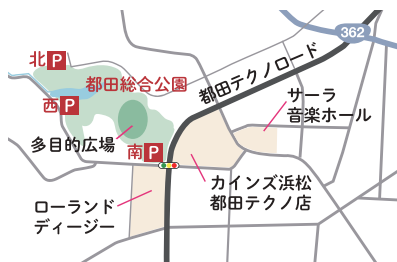 362
北P
都田テクノロード
都田総合公園
西P
サーラ
音楽ホール
多目的広場
南P
カインズ浜松
都田テクノ店
ローランド
ディージー